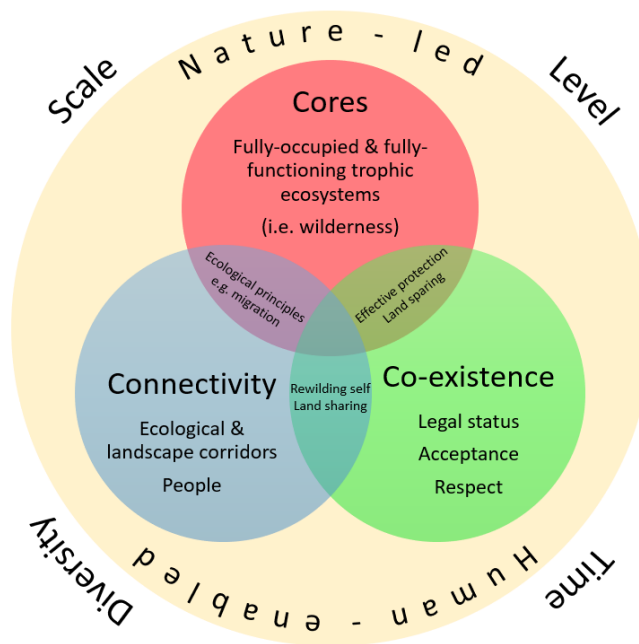 Nature - led
Scale
Level
Cores
Fully-occupied & fully-
functioning trophic
ecosystems
(i.e. wilderness)
Ecological principles
e.g. migration
Effective protection
Land sparing
Connectivity
Ecological &
landscape corridors
People
Rewilding self
Land sharing
Co-existence
Legal status
Acceptance
Respect
Diversity
Time
Human - enabled